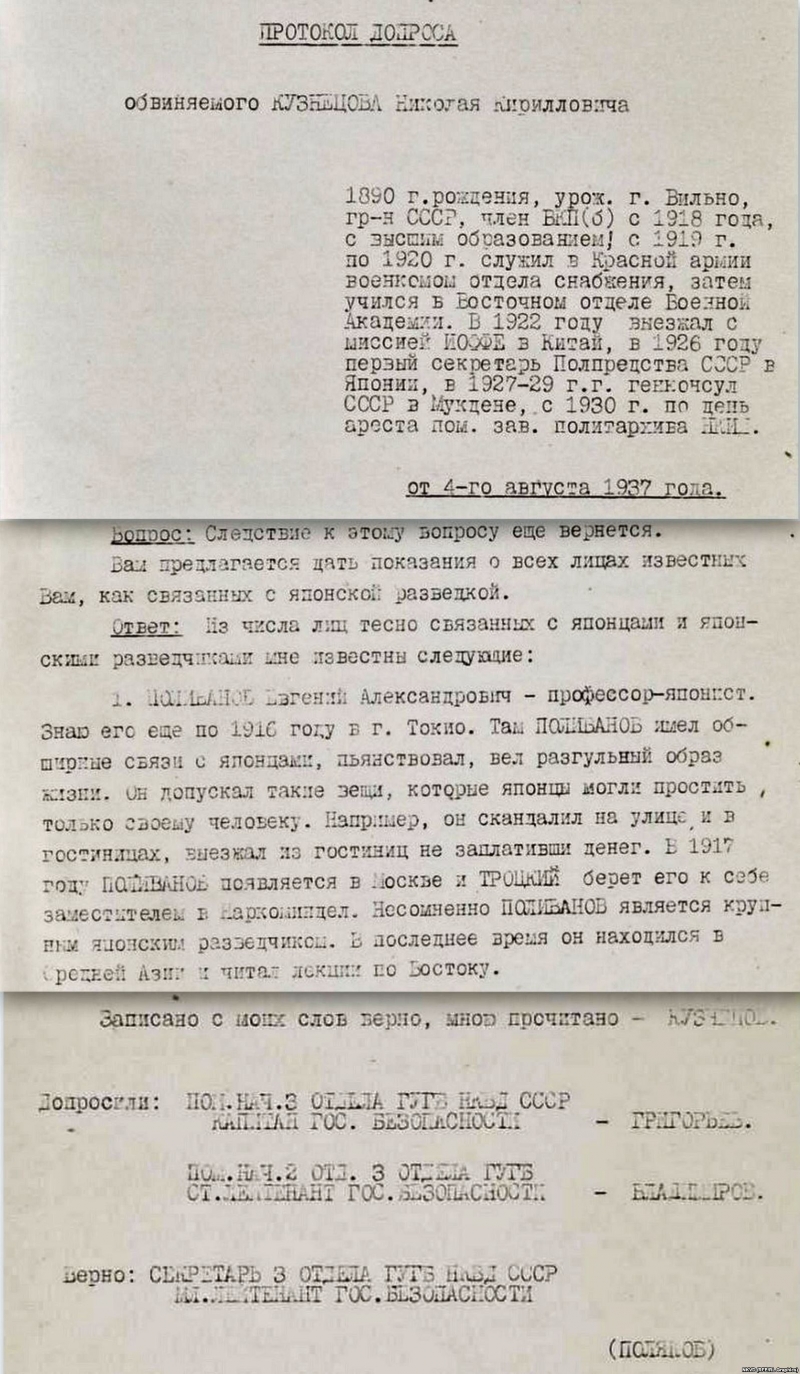 ПРОТОКОЛ ДОПРОСА
обвиняемого КУЗНЕЦОВА Николая Кирилловича
1890 г.рождения, урож. г. Вильно,
гр-н СССР, член ВКП(б) с 1918 года,
с высшим образованием; с 1919 г.
по 1920 г. служил в Красной армии
военкомом отдела снабжения, затем
учился в Восточном отделе Военной
Академии. В 1922 году выезжал с
миссией ИОФФЕ в Китай, в 1926 году
первый секретарь Полпредства СССР в
Японии, в 1927-29 г.г. генконсул
СССР в Мукдене, с 1930 г. по день
ареста пом. зав. политархива
от 4-го августа 1937 года.
Вопрос: Следствие к этому вопросу еще вернется.
Вам предлагается дать показания о всех лицах известных
Вам, как связанных с японской разведкой.
Ответ: Из числа лиц тесно связанных с японцами и япон-
скими разведчиками мне известны следующие:
1. ПОЛИВАНОВ Евгений Александрович - профессор-японист.
Знаю его еще по 1916 году в г. Токио. Там ПОЛИВАНОВ имел об-
ширные связи с японцами, пьянствовал, вел разгульный образ
жизни. Он допускал такие вещи, которые японцы могли простить
только своему человеку. Например, он скандалил на улице и в
гостиницах, выезжал из гостиниц не заплативши денег. В 1917
году ПОЛИВАНОВ появляется в Москве и ТРОЦКИЙ берет его к себе
заместителем в Наркоминдел. Несомненно ПОЛИВАНОВ является круп-
ным японским разведчиком. В последнее время он находился в
Средней Азии и читал лекции по Востоку.
Записано с моих слов верно, мною прочитано - КУЗНЕЦОВ.
Допросили: ПОМ.НАЧ.3 ОТДЕЛА ГУГБ НКВД СССР
КАПИТАН ГОС. БЕЗОПАСНОСТИ - ГРИГОРЬЕВ.
ПОМ.НАЧ.2 ОТД. 3 ОТДЕЛА ГУГБ
СТ.ЛЕЙТЕНАНТ ГОС.БЕЗОПАСНОСТИ -
Верно: СЕКРЕТАРЬ 3 ОТДЕЛА ГУГБ НКВД СССР
МЛ.ЛЕЙТЕНАНТ ГОС.БЕЗОПАСНОСТИ
(ПОЛЯКОВ)